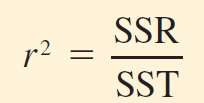 r² = SSR/SST